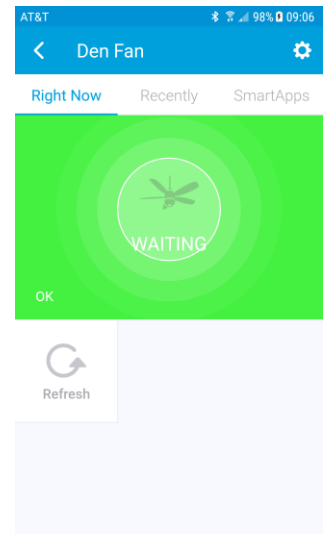 AT&T 98% 09:06
Den Fan
Right Now Recently SmartApps
WAITING
OK
Refresh